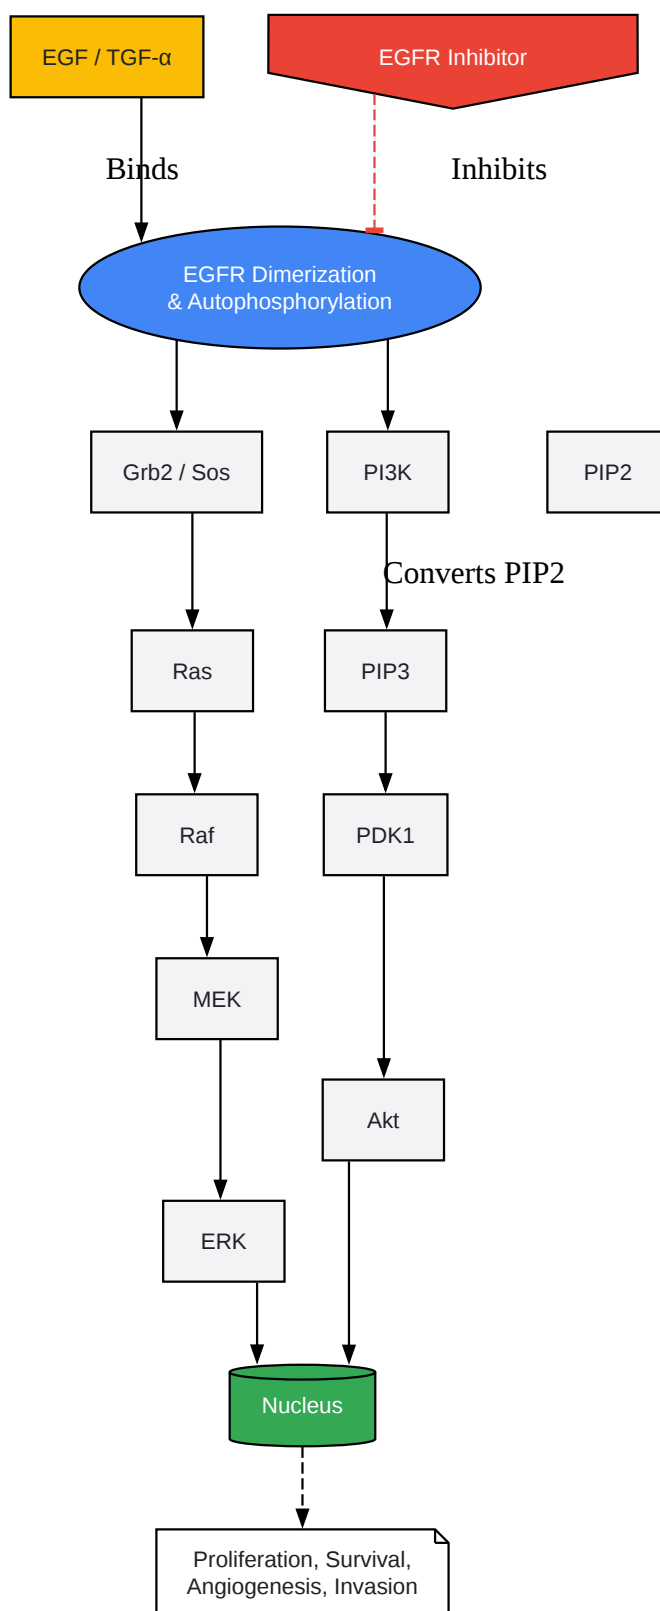 EGF / TGF-α
EGFR Inhibitor
Binds
Inhibits
EGFR Dimerization
& Autophosphorylation
Grb2 / Sos
PI3K
PIP2
Converts PIP2
Ras
PIP3
Raf
PDK1
MEK
Akt
ERK
Nucleus
Proliferation, Survival,
Angiogenesis, Invasion